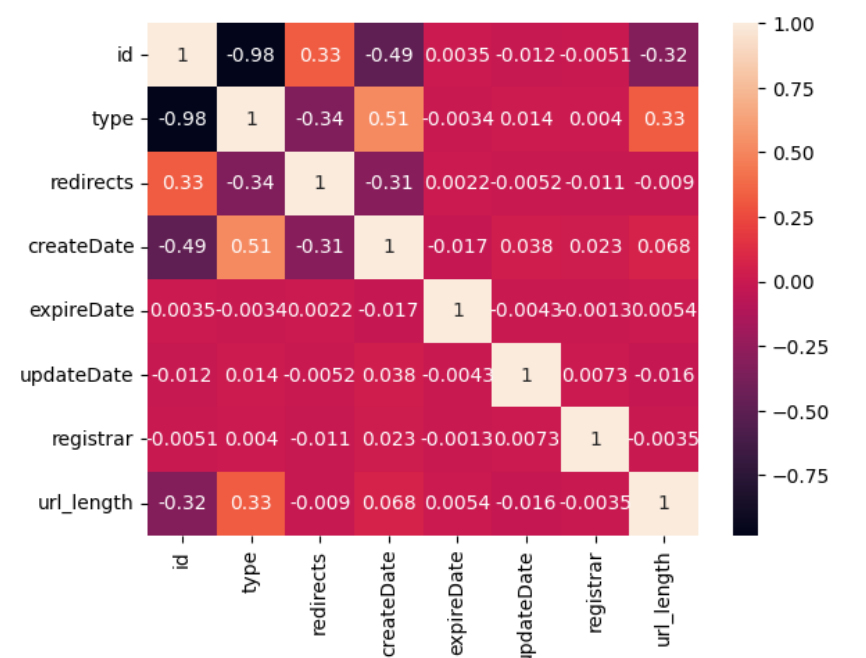 id 1 -0.98 0.33 -0.49 0.0035 -0.012 -0.0051 -0.32
type -0.98 1 -0.34 0.51 -0.0034 0.014 0.004 0.33
redirects 0.33 -0.34 1 -0.31 0.0022 -0.0052 -0.011 -0.009
createDate -0.49 0.51 -0.31 1 -0.017 0.038 0.023 0.068
expireDate 0.0035 -0.0034 0.0022 -0.017 1 -0.0043 -0.0013 0.0054
updateDate -0.012 0.014 -0.0052 0.038 -0.0043 1 0.0073 -0.016
registrar -0.0051 0.004 -0.011 0.023 -0.0013 0.0073 1 -0.0035
url_length -0.32 0.33 -0.009 0.068 0.0054 -0.016 -0.0035 1
id
type
redirects
createDate
expireDate
updateDate
registrar
url_length
1.00
0.75
0.50
0.25
0.00
−0.25
−0.50
−0.75